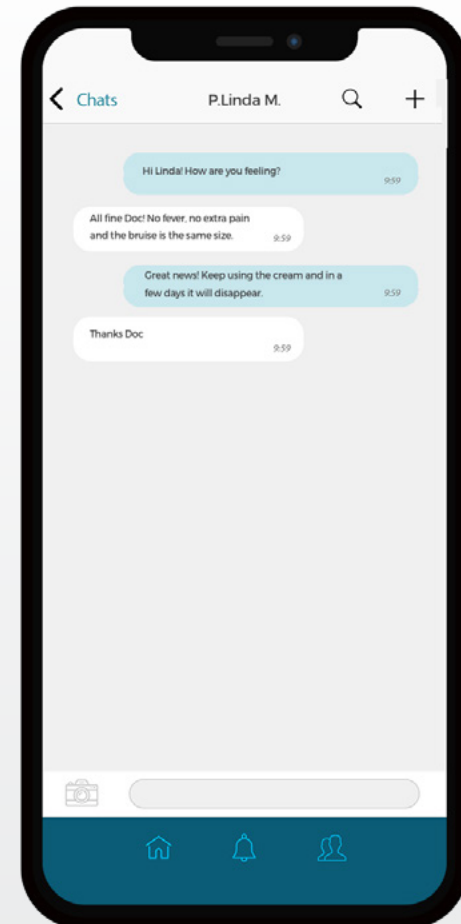 Chats
P.Linda M.
Hi Linda! How are you feeling?
9:59
All fine Doc! No fever, no extra pain
and the bruise is the same size.
9:59
Great news! Keep using the cream and in a
few days it will disappear.
9:59
Thanks Doc
9:59